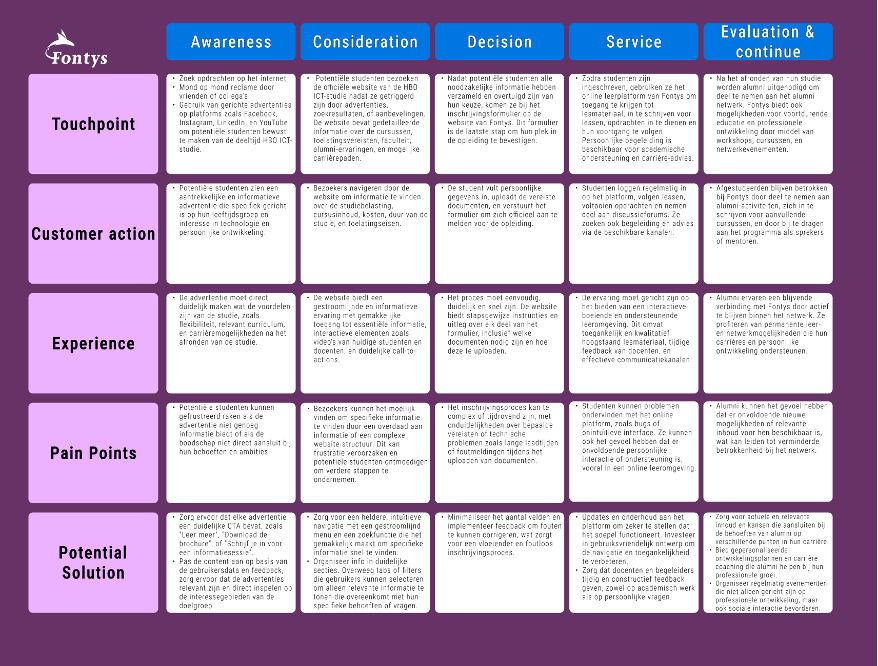 Fontys
Awareness
Consideration
Decision
Service
Evaluation &
continue
Touchpoint
• Zoek opdrachten op het internet
• Mond op mond reclame door
vrienden of collega's
• Gebruik van gerichte advertenties
op platforms zoals Facebook,
Instagram, LinkedIn, en YouTube
om potentiële studenten bewust
te maken van de deeltijd HBO ICT-
studie.
• Potentiële studenten bezoeken
de officiële website van de HBO
ICT-studie nadat ze getriggerd
zijn door advertenties,
zoekresultaten, of aanbevelingen.
De website bevat gedetailleerde
informatie over de cursussen,
toelatingsvereisten, faculteit,
alumni-ervaringen, en mogelijke
carrièrepaden.
• Nadat potentiële studenten alle
noodzakelijke informatie hebben
verzameld en overtuigd zijn van
hun keuze, komen ze bij het
inschrijvingsformulier op de
website van Fontys. Dit formulier
is de laatste stap om hun plek in
de opleiding te bevestigen.
• Zodra studenten zijn
ingeschreven, gebruiken ze het
online leerplatform van Fontys om
toegang te krijgen tot
lesmateriaal, in te schrijven voor
lessen, opdrachten in te dienen en
hun voortgang te volgen.
Persoonlijke begeleiding is
beschikbaar voor academische
ondersteuning en carrière-advies.
• Na het afronden van hun studie
worden alumni uitgenodigd om
deel te nemen aan het alumni
netwerk. Fontys biedt ook
mogelijkheden voor voortdurende
educatie en professionele
ontwikkeling door middel van
workshops, cursussen, en
netwerkevenementen.
Customer action
• Potentiële studenten zien een
aantrekkelijke en informatieve
advertentie die specifiek gericht
is op hun leeftijdsgroep en
interesse in technologie en
persoonlijke ontwikkeling.
• Bezoekers navigeren door de
website om informatie te vinden
over de studiebelasting,
cursusinhoud, kosten, duur van de
studie, en toelatingseisen.
• De student vult persoonlijke
gegevens in, uploadt de vereiste
documenten, en verstuurt het
formulier om zich officieel aan te
melden voor de opleiding.
• Studenten loggen regelmatig in
op het platform, volgen lessen,
voltooien opdrachten en nemen
deel aan discussieforums. Ze
zoeken ook begeleiding en advies
via de beschikbare kanalen.
• Afgestudeerden blijven betrokken
bij Fontys door deel te nemen aan
alumni-activiteiten, zich in te
schrijven voor aanvullende
cursussen, en door bij te dragen
aan het programma als sprekers
of mentoren.
Experience
• De advertentie moet direct
duidelijk maken wat de voordelen
zijn van de studie, zoals
flexibiliteit, relevant curriculum,
en carrièremogelijkheden na het
afronden van de studie.
• De website biedt een
gestroomlijnde en informatieve
ervaring met gemakkelijke
toegang tot essentiële informatie,
interactieve elementen zoals
video's van huidige studenten en
docenten, en duidelijke call-to-
actions.
• Het proces moet eenvoudig,
duidelijk en snel zijn. De website
biedt stapsgewijze instructies en
uitleg over elk deel van het
formulier, inclusief welke
documenten nodig zijn en hoe
deze te uploaden.
• De ervaring moet gericht zijn op
het bieden van een interactieve,
boeiende en ondersteunende
leeromgeving. Dit omvat
toegankelijk en kwalitatief
hoogstaand lesmateriaal, tijdige
feedback van docenten, en
effectieve communicatiekanalen.
• Alumni ervaren een blijvende
verbinding met Fontys door actief
te blijven binnen het netwerk. Ze
profiteren van permanente leer-
en netwerkmogelijkheden die hun
carrières en persoonlijke
ontwikkeling ondersteunen.
Pain Points
• Potentiële studenten kunnen
gefrustreerd raken als de
advertentie niet genoeg
informatie biedt of als de
boodschap niet direct aansluit bij
hun behoeften en ambities.
• Bezoekers kunnen het moeilijk
vinden om specifieke informatie
te vinden door een overdaad aan
informatie of een complexe
website-structuur. Dit kan
frustratie veroorzaken en
potentiële studenten ontmoedigen
om verdere stappen te
ondernemen.
• Het inschrijvingsproces kan te
complex of tijdrovend zijn, met
onduidelijkheden over bepaalde
vereisten of technische
problemen zoals lange laadtijden
of foutmeldingen tijdens het
uploaden van documenten.
• Studenten kunnen problemen
ondervinden met het online
platform, zoals bugs of
onintuïtieve interface. Ze kunnen
ook het gevoel hebben dat er
onvoldoende persoonlijke
interactie of ondersteuning is,
vooral in een online leeromgeving.
• Alumni kunnen het gevoel hebben
dat er onvoldoende nieuwe
mogelijkheden of relevante
inhoud voor hen beschikbaar is,
wat kan leiden tot verminderde
betrokkenheid bij het netwerk.
Potential
Solution
• Zorg ervoor dat elke advertentie
een duidelijke CTA bevat, zoals
"Leer meer", "Download de
brochure", of "Schrijf je in voor
een informatiesessie".
• Pas de content aan op basis van
de gebruikersdata en feedback,
zorg ervoor dat de advertenties
relevant zijn en direct inspelen op
de interessegebieden van de
doelgroep.
• Zorg voor een heldere, intuïtieve
navigatie met een gestroomlijnd
menu en een zoekfunctie die het
gemakkelijk maakt om specifieke
informatie snel te vinden.
• Organiseer info in duidelijke
secties. Overweeg tabs of filters
die gebruikers kunnen selecteren
om alleen relevante informatie te
tonen die overeenkomt met hun
specifieke behoeften of vragen.
• Minimaliseer het aantal velden en
implementeer feedback om fouten
te kunnen corrigeren, wat zorgt
voor een vloeiender en foutloos
inschrijvingsproces.
• Updates en onderhoud aan het
platform om zeker te stellen dat
het soepel functioneert. Investeer
in gebruiksvriendelijk ontwerp om
de navigatie en toegankelijkheid
te verbeteren.
• Zorg dat docenten en begeleiders
tijdig en constructief feedback
geven, zowel op academisch werk
als op persoonlijke vragen.
• Zorg voor actuele en relevante
inhoud en kansen die aansluiten bij
de behoeften van alumni op
verschillende punten in hun carrière.
• Bied gepersonaliseerde
ontwikkelingsplannen en carrière
coaching die alumni helpen bij hun
professionele groei.
• Organiseer regelmatig evenementen
die niet alleen gericht zijn op
professionele ontwikkeling, maar
ook sociale interactie bevorderen.